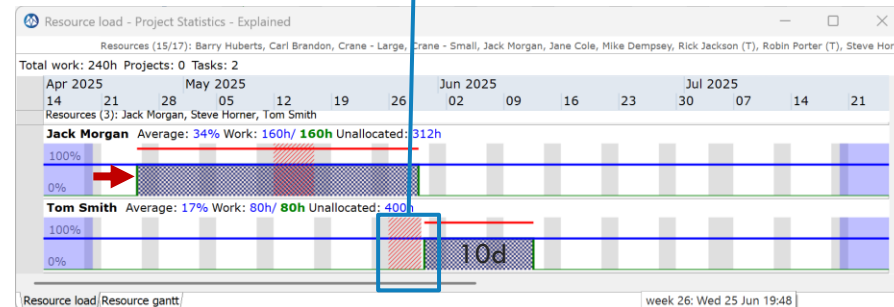 Resource load - Project Statistics - Explained
Resources (15/17): Barry Huberts, Carl Brandon, Crane - Large, Crane - Small, Jack Morgan, Jane Cole, Mike Dempsey, Rick Jackson (T), Robin Porter (T), Steve Hor
Total work: 240h Projects: 0 Tasks: 2
Apr 2025 May 2025 Jun 2025 Jul 2025
14 21 28 05 12 19 26 02 09 16 23 30 07 14 21
Resources (3): Jack Morgan, Steve Horner, Tom Smith
Jack Morgan Average: 34% Work: 160h/ 160h Unallocated: 312h
100%
0%
Tom Smith Average: 17% Work: 80h/ 80h Unallocated: 400h
100%
10d
0%
Resource load Resource gantt
week 26: Wed 25 Jun 19:48